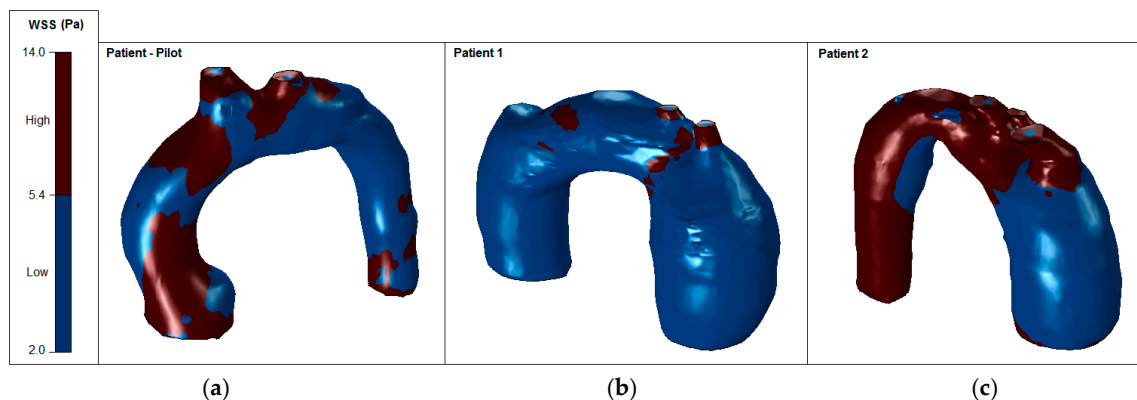 WSS (Pa)
14.0
High
5.4
Low
2.0
Patient - Pilot
Patient 1
Patient 2
(a)
(b)
(c)